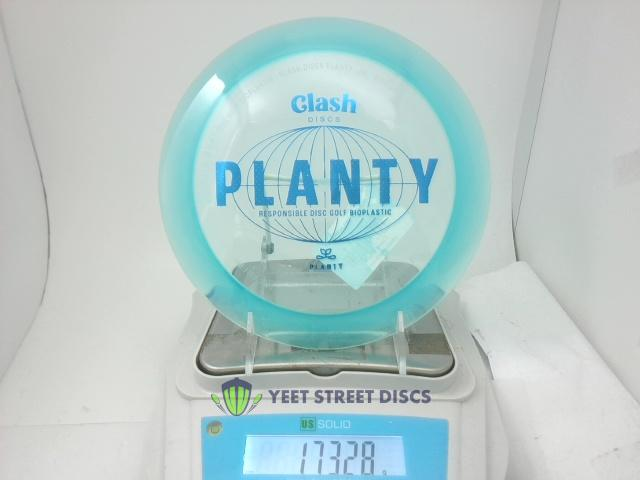 Clash
DISCS
PLANTY
RESPONSIBLE DISC GOLF BIOPLASTIC
PLANTY
YEET STREET DISCS
US SOLID
173.28